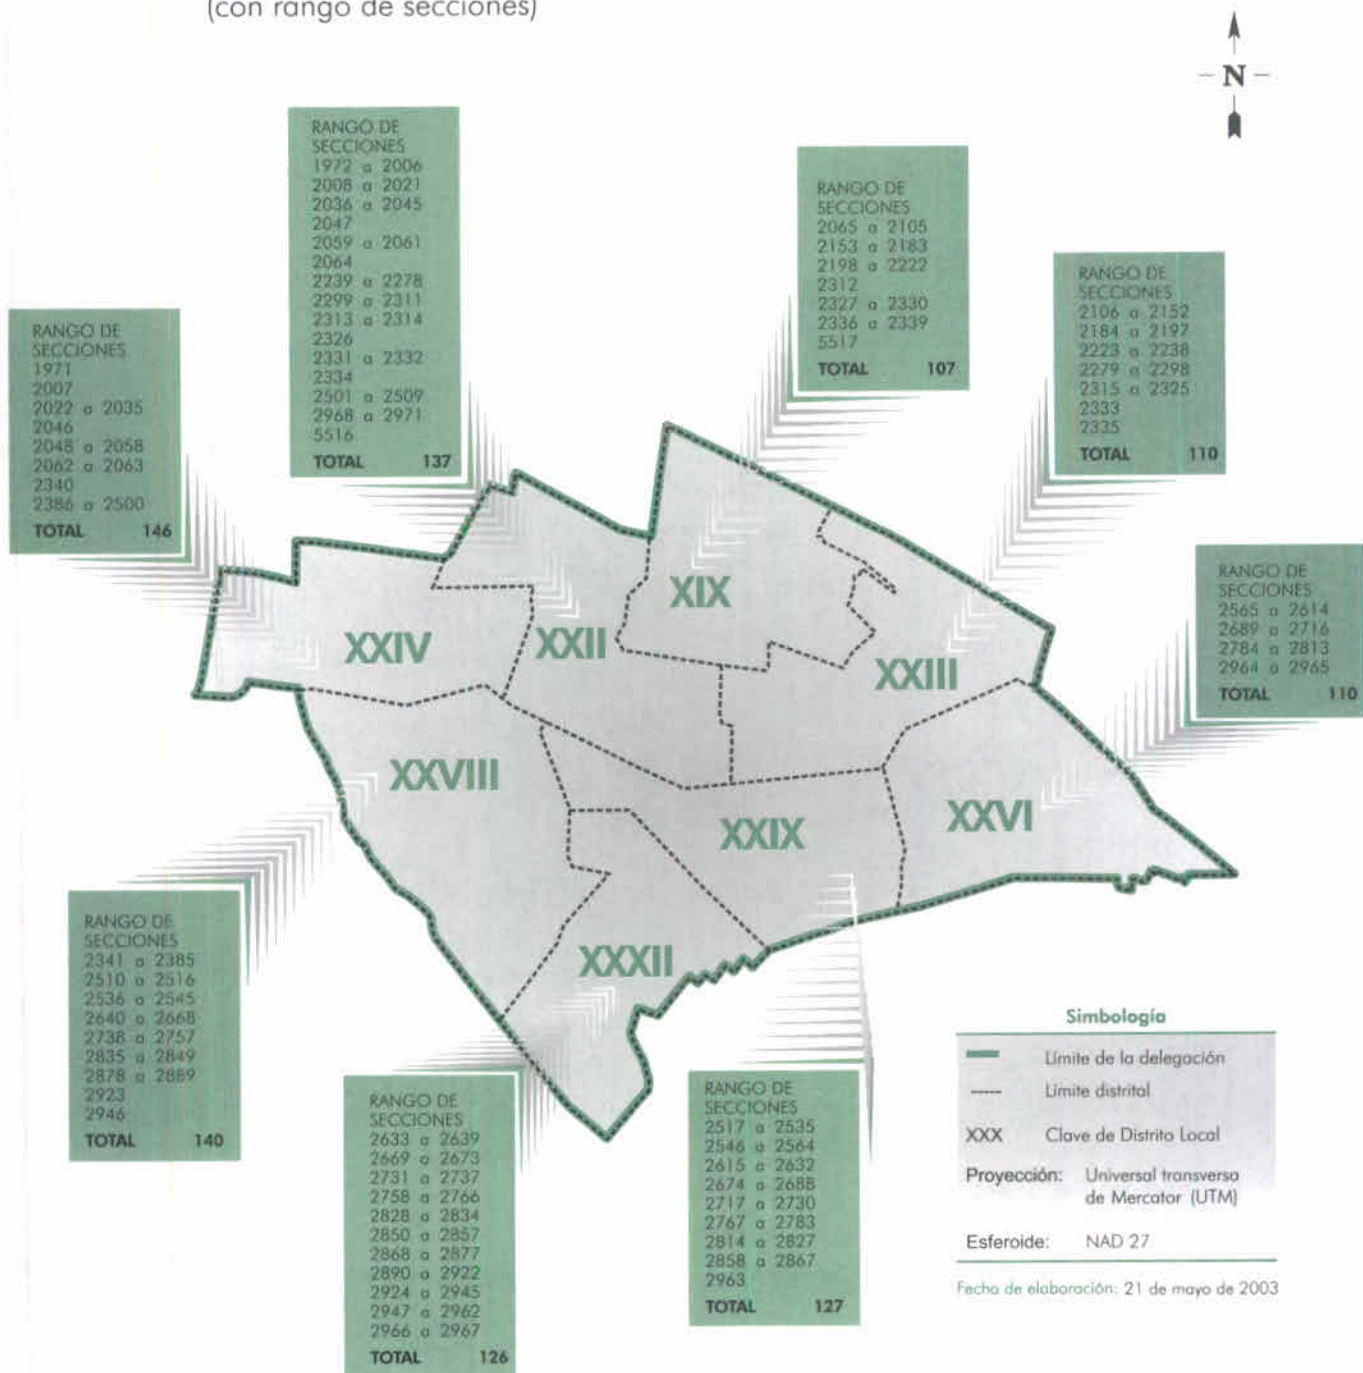 (con rango de secciones)
N
RANGO DE
SECCIONES
1972 a 2006
2008 a 2021
2036 a 2045
2047
2059 a 2061
2064
2239 a 2278
2299 a 2311
2313 a 2314
2326
2331 a 2332
2334
2501 a 2509
2968 a 2971
5516
TOTAL 137
RANGO DE
SECCIONES
2065 a 2105
2153 a 2183
2198 a 2222
2312
2327 a 2330
2336 a 2339
5517
TOTAL 107
RANGO DE
SECCIONES
2106 a 2152
2184 a 2197
2223 a 2238
2279 a 2298
2315 a 2325
2333
2335
TOTAL 110
RANGO DE
SECCIONES
1971
2007
2022 a 2035
2046
2048 a 2058
2062 a 2063
2340
2386 a 2500
TOTAL 146
RANGO DE
SECCIONES
2565 a 2614
2689 a 2716
2784 a 2813
2964 a 2965
TOTAL 110
XIX
XXIV
XXII
XXIII
XXVIII
XXIX
XXVI
XXXII
RANGO DE
SECCIONES
2341 a 2385
2510 a 2516
2536 a 2545
2640 a 2668
2738 a 2757
2835 a 2849
2878 a 2889
2923
2946
TOTAL 140
RANGO DE
SECCIONES
2633 a 2639
2669 a 2673
2731 a 2737
2758 a 2766
2828 a 2834
2850 a 2857
2868 a 2877
2890 a 2922
2924 a 2945
2947 a 2962
2966 a 2967
TOTAL 126
RANGO DE
SECCIONES
2517 a 2535
2546 a 2564
2615 a 2632
2674 a 2688
2717 a 2730
2767 a 2783
2814 a 2827
2858 a 2867
2963
TOTAL 127
Simbología
Límite de la delegación
Límite distrital
XXX Clave de Distrito Local
Proyección: Universal transversa
de Mercator (UTM)
Esferoide: NAD 27
Fecha de elaboración: 21 de mayo de 2003